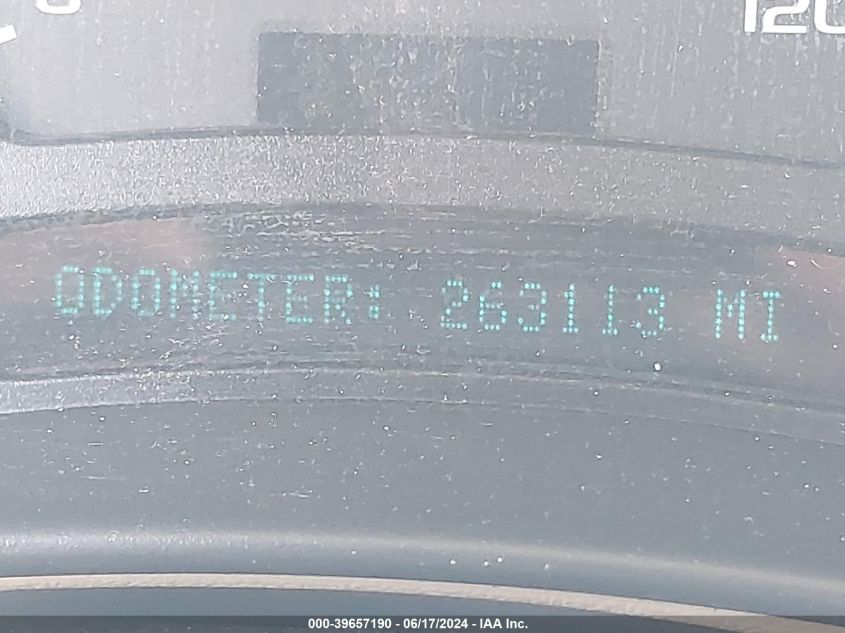 120
ODOMETER: 263113 MI
000-39657190 - 06/17/2024 - IAA Inc.